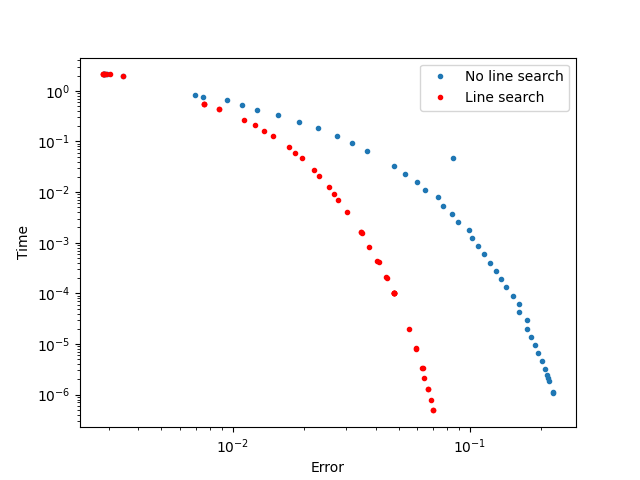 No line search
Line search
10⁰
10⁻¹
10⁻²
10⁻³
10⁻⁴
10⁻⁵
10⁻⁶
Time
10⁻² 10⁻¹
Error